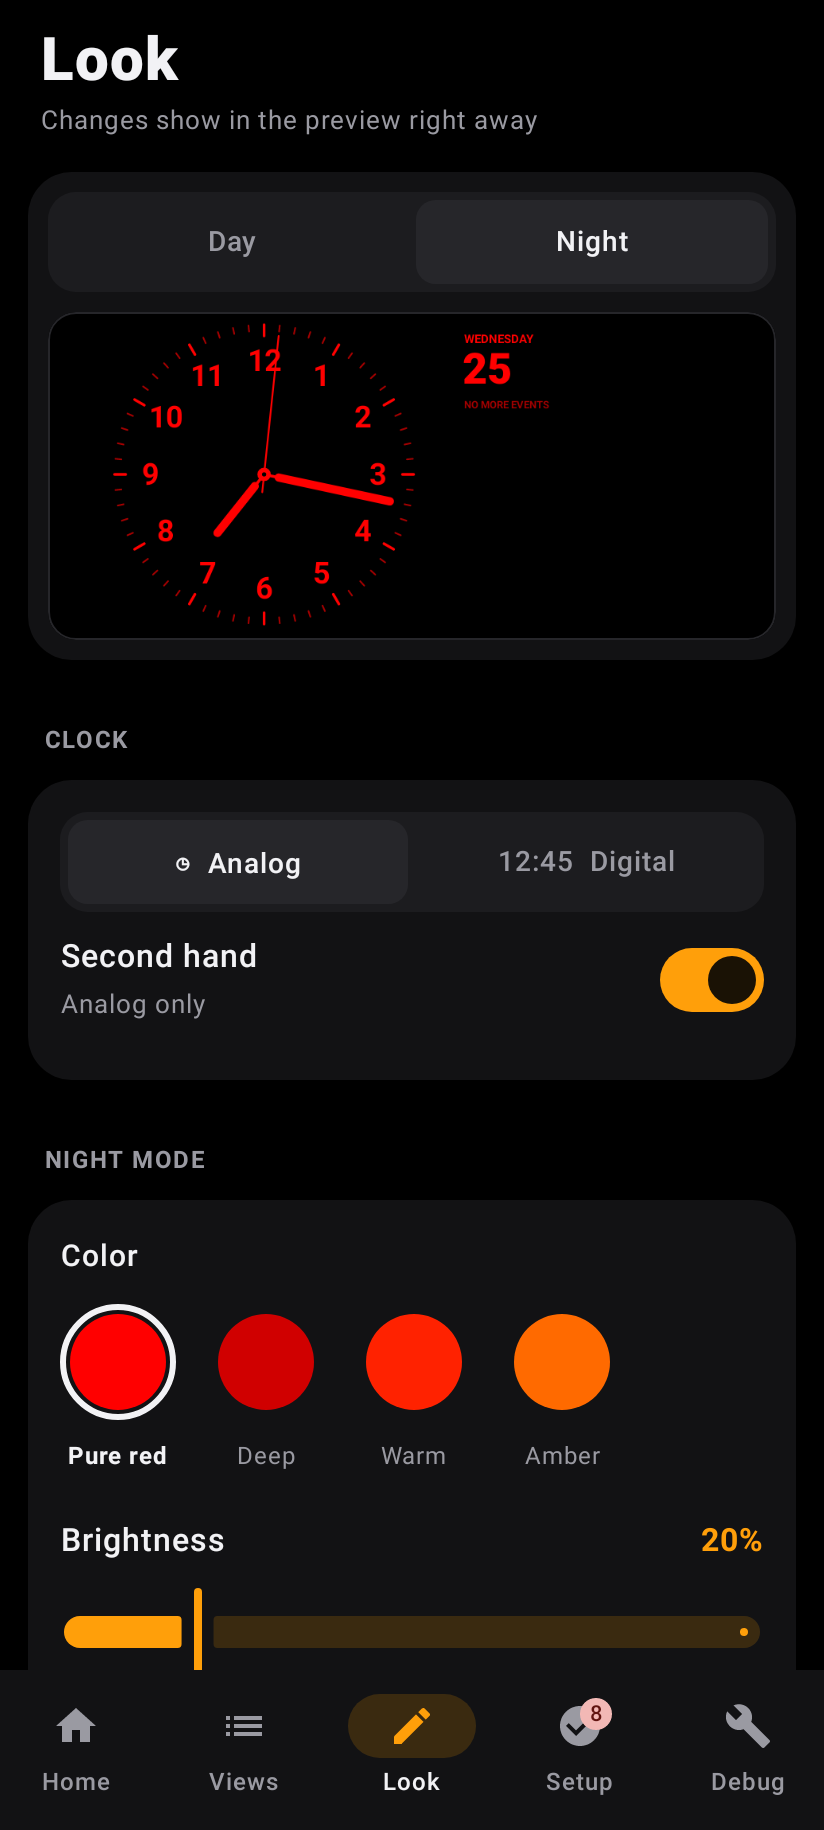 Look
Changes show in the preview right away
Day
Night
12
1
2
3
4
5
6
7
8
9
10
11
WEDNESDAY
25
NO MORE EVENTS
CLOCK
Analog
12:45 Digital
Second hand
Analog only
NIGHT MODE
Color
Pure red
Deep
Warm
Amber
Brightness
20%
8
Home
Views
Look
Setup
Debug